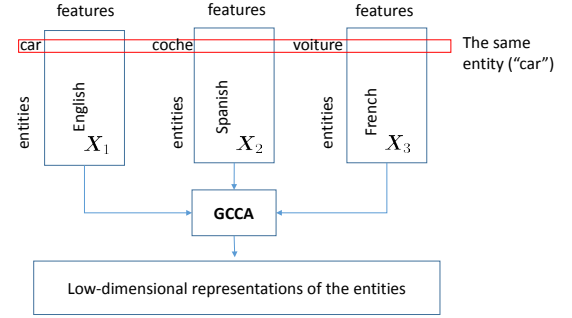 features features features
car coche voiture
The same
entity ("car")
entities English entities Spanish entities French
X₁ X₂ X₃
GCCA
Low-dimensional representations of the entities